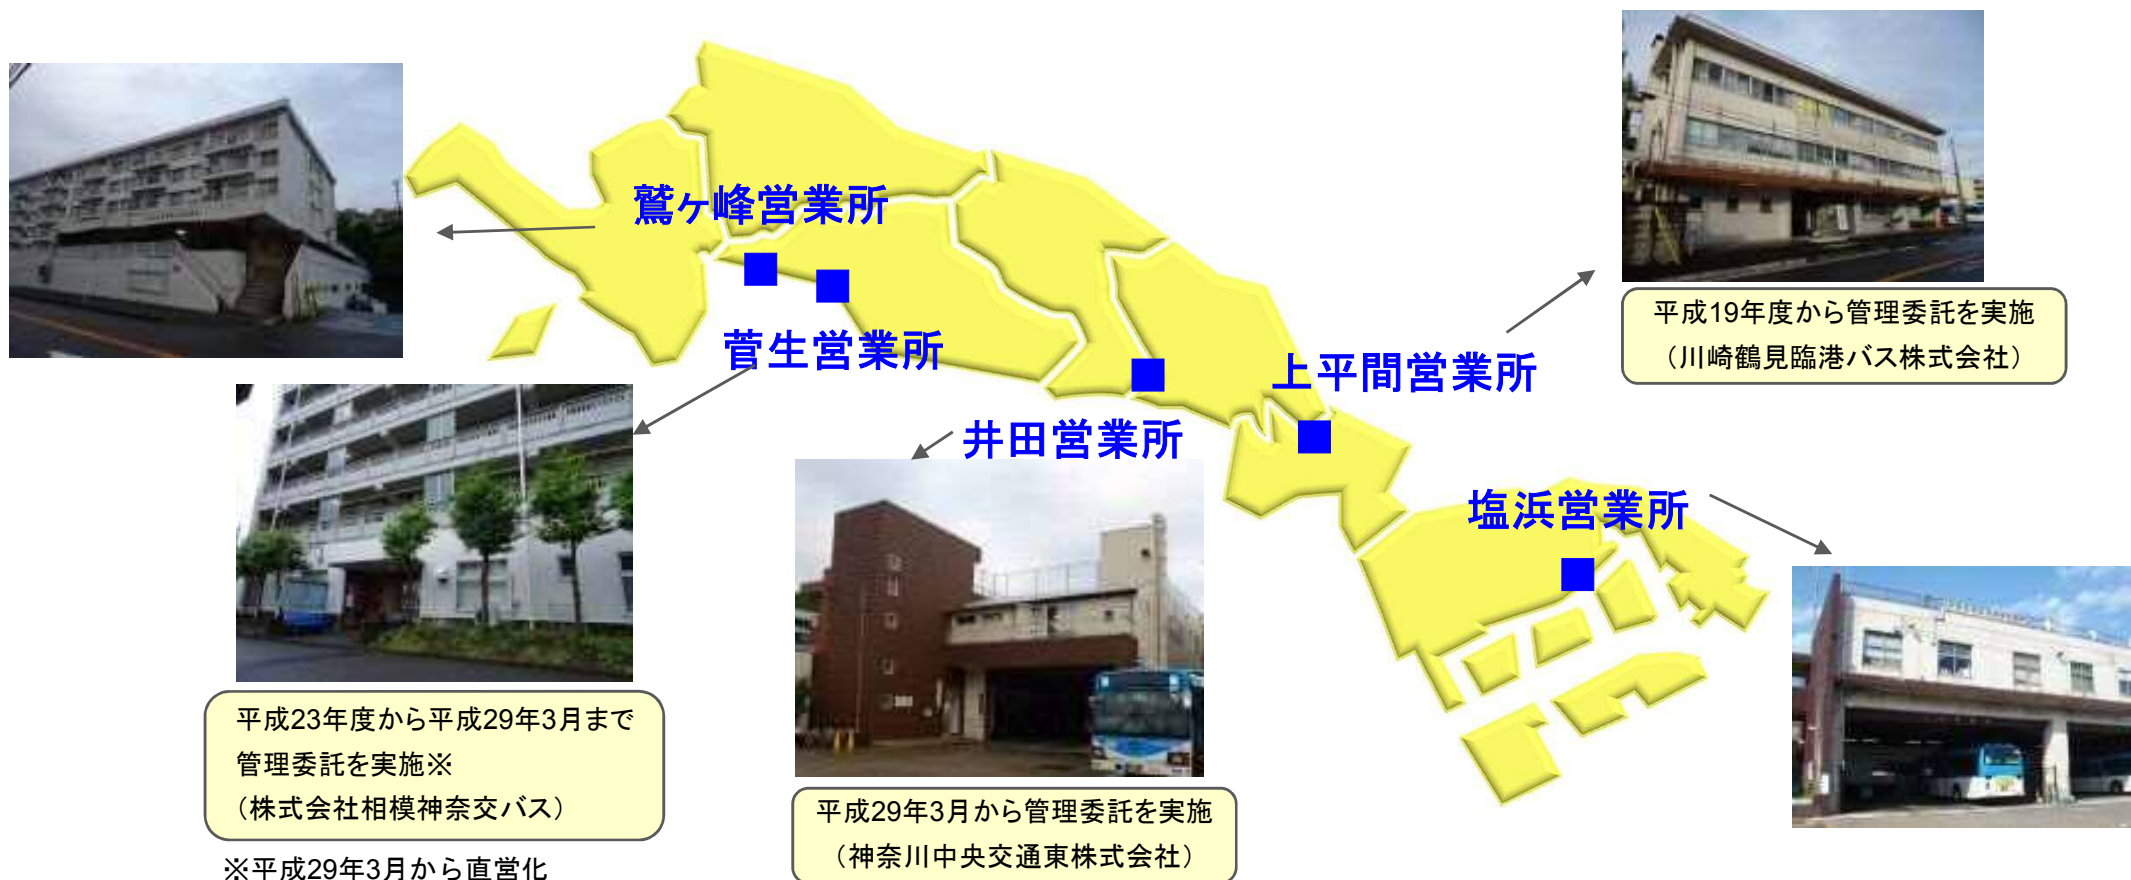 鷲ヶ峰営業所
菅生営業所
井田営業所
上平間営業所
塩浜営業所
平成19年度から管理委託を実施
（川崎鶴見臨港バス株式会社）
平成23年度から平成29年3月まで
管理委託を実施※
（株式会社相模神奈交バス）
※平成29年3月から直営化
平成29年3月から管理委託を実施
（神奈川中央交通東株式会社）